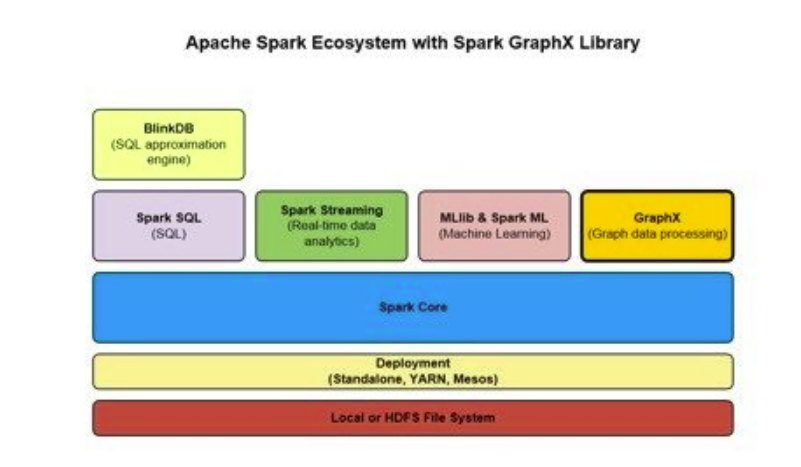 Apache Spark Ecosystem with Spark GraphX Library
BlinkDB
(SQL approximation
engine)
Spark SQL
(SQL)
Spark Streaming
(Real-time data
analytics)
MLlib & Spark ML
(Machine Learning)
GraphX
(Graph data processing)
Spark Core
Deployment
(Standalone, YARN, Mesos)
Local or HDFS File System